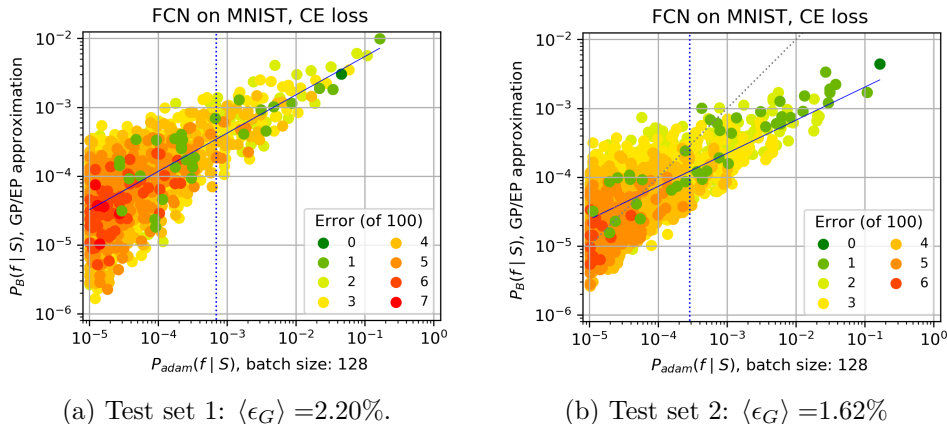 FCN on MNIST, CE loss
P_B(f | S), GP/EP approximation
10^-2
10^-3
10^-4
10^-5
10^-6
Error (of 100)
0 4
1 5
2 6
3 7
10^-5 10^-4 10^-3 10^-2 10^-1 10^0
P_adam(f | S), batch size: 128
(a) Test set 1: ⟨ϵ_G⟩ =2.20%.
FCN on MNIST, CE loss
P_B(f | S), GP/EP approximation
10^-2
10^-3
10^-4
10^-5
10^-6
Error (of 100)
0 4
1 5
2 6
3
10^-5 10^-4 10^-3 10^-2 10^-1 10^0
P_adam(f | S), batch size: 128
(b) Test set 2: ⟨ϵ_G⟩ =1.62%